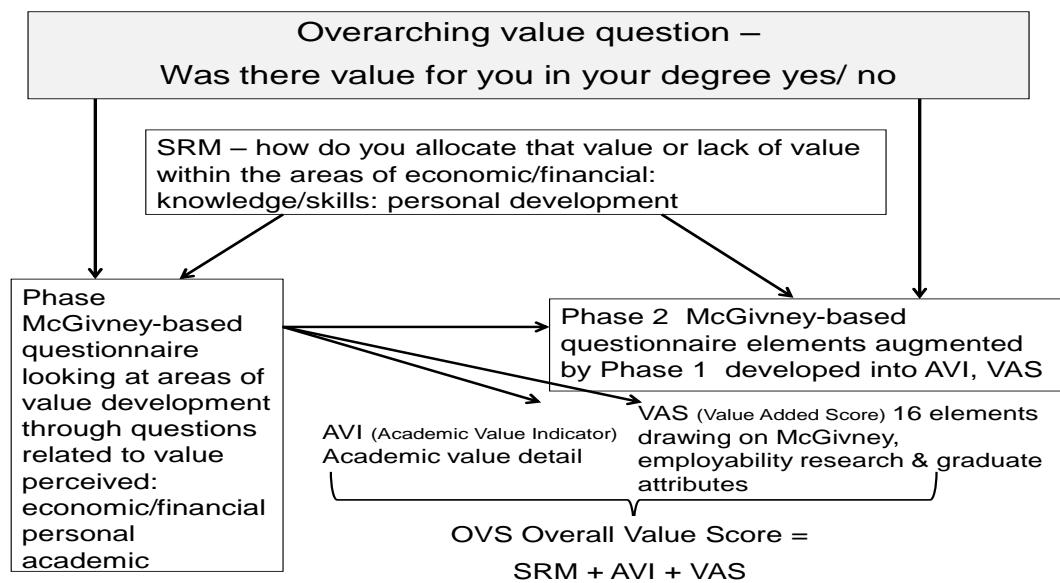 Overarching value question –
Was there value for you in your degree yes/ no
SRM – how do you allocate that value or lack of value
within the areas of economic/financial:
knowledge/skills: personal development
Phase
McGivney-based
questionnaire
looking at areas of
value development
through questions
related to value
perceived:
economic/financial
personal
academic
Phase 2 McGivney-based
questionnaire elements augmented
by Phase 1 developed into AVI, VAS
AVI (Academic Value Indicator)
Academic value detail
VAS (Value Added Score) 16 elements
drawing on McGivney,
employability research & graduate
attributes
OVS Overall Value Score =
SRM + AVI + VAS